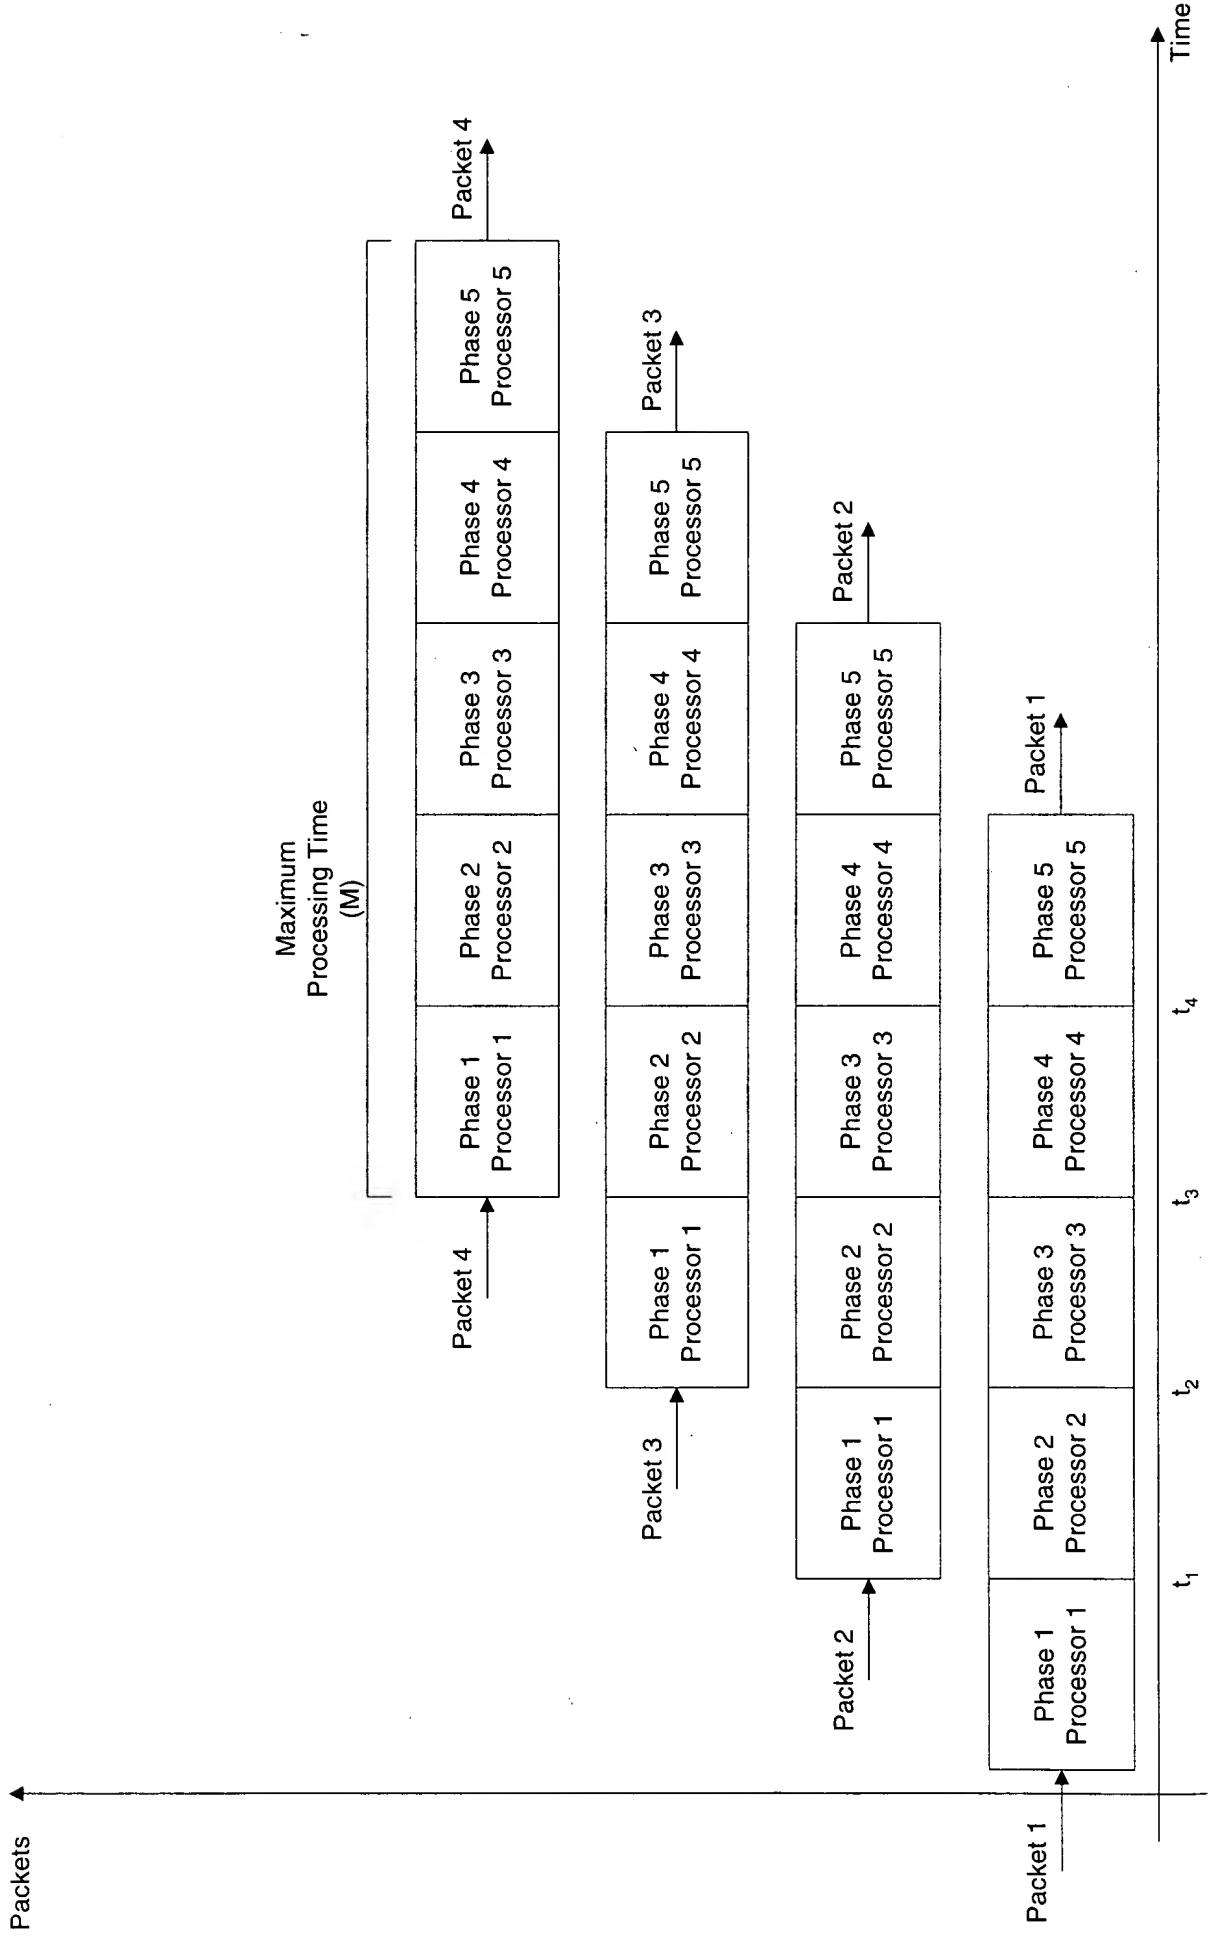 Packets
Maximum
Processing Time
(M)
Packet 4
Phase 1
Processor 1
Phase 2
Processor 2
Phase 3
Processor 3
Phase 4
Processor 4
Phase 5
Processor 5
Packet 4
Packet 3
Phase 1
Processor 1
Phase 2
Processor 2
Phase 3
Processor 3
Phase 4
Processor 4
Phase 5
Processor 5
Packet 3
Packet 2
Phase 1
Processor 1
Phase 2
Processor 2
Phase 3
Processor 3
Phase 4
Processor 4
Phase 5
Processor 5
Packet 2
Packet 1
Phase 1
Processor 1
Phase 2
Processor 2
Phase 3
Processor 3
Phase 4
Processor 4
Phase 5
Processor 5
Packet 1
t1
t2
t3
t4
Time